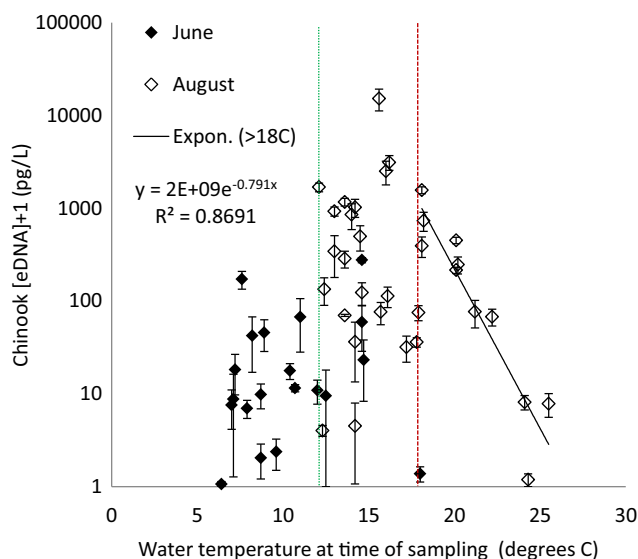 Chinook [eDNA]+1 (pg/L)
100000
10000
1000
100
10
1
June
August
Expon. (>18C)
y = 2E+09e^-0.791x
R² = 0.8691
0 5 10 15 20 25 30
Water temperature at time of sampling (degrees C)